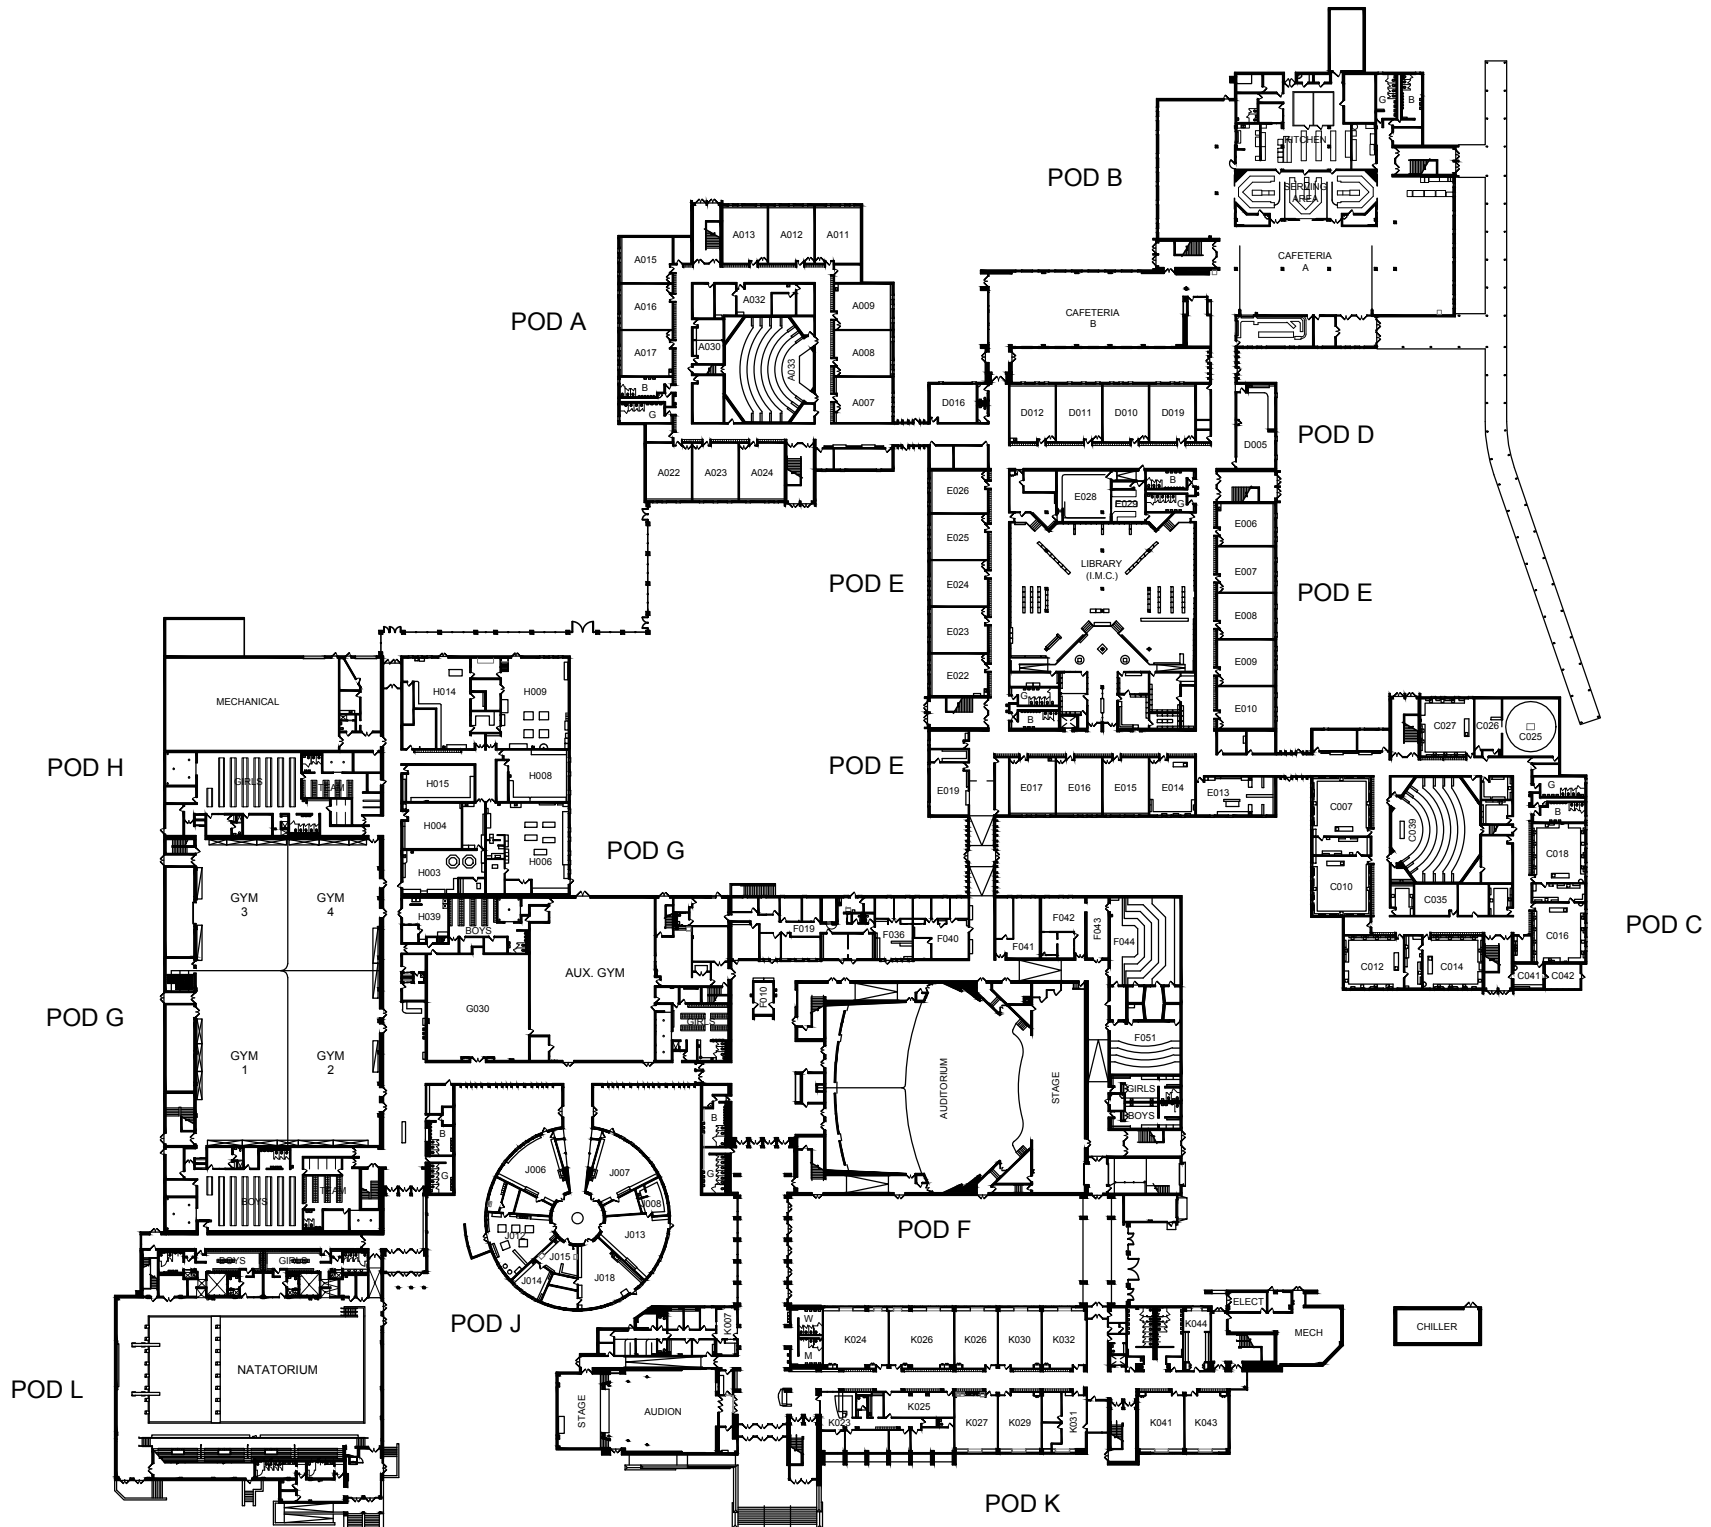 G
B
KITCHEN
POD B
SERVING
AREA
A013
A012
A011
CAFETERIA
A
A015
A032
A016
A009
CAFETERIA
B
POD A
A030
A017
A008
A033
B
A007
G
D016
D012
D011
D010
D019
POD D
D005
A022
A023
A024
E026
E028
E029
B
G
E006
E025
LIBRARY
(I.M.C.)
E007
POD E
E024
POD E
E008
E023
E009
E022
G
B
E010
MECHANICAL
H014
H009
C027
C026
C025
POD H
GIRLS
TEAM
H015
H008
POD E
E019
E017
E016
E015
E014
E013
G
B
C007
C039
H004
H006
H003
POD G
C018
C010
C035
GYM
3
GYM
4
H039
BOYS
F019
F036
F040
F041
F042
F043
F044
C016
POD C
AUX. GYM
C012
C014
C041
C042
G030
F010
POD G
GIRLS
F051
GYM
1
GYM
2
AUDITORIUM
STAGE
GIRLS
BOYS
B
B
G
G
J006
J007
BOYS
TEAM
J008
J012
J013
POD F
BOYS
GIRLS
J015
J014
J018
POD J
K007
W
M
K024
K026
K026
K030
K032
K044
ELECT
MECH
CHILLER
NATATORIUM
POD L
STAGE
AUDION
K023
K025
K027
K029
K031
K041
K043
POD K